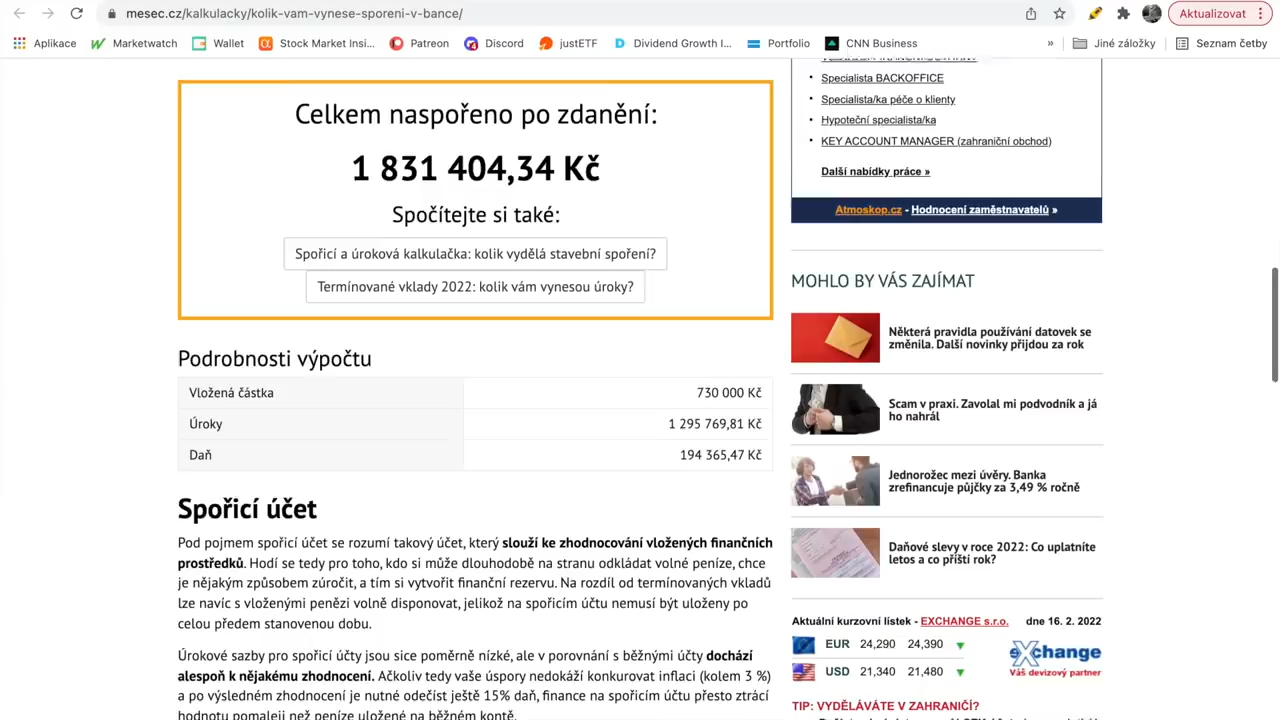 mesec.cz/kalkulacky/kolik-vam-vynese-sporeni-v-bance/
Aktualizovat
Aplikace
Marketwatch
Wallet
Stock Market Insi...
Patreon
Discord
justETF
Dividend Growth I...
Portfolio
CNN Business
»
Jiné záložky
Seznam četby
Celkem naspořeno po zdanění:
1 831 404,34 Kč
Spočítejte si také:
Spořicí a úroková kalkulačka: kolik vydělá stavební spoření?
Termínované vklady 2022: kolik vám vynesou úroky?
Podrobnosti výpočtu
Vložená částka 730 000 Kč
Úroky 1 295 769,81 Kč
Daň 194 365,47 Kč
Spořicí účet
Pod pojmem spořicí účet se rozumí takový účet, který slouží ke zhodnocování vložených finančních
prostředků. Hodí se tedy pro toho, kdo si může dlouhodobě na stranu odkládat volné peníze, chce
je nějakým způsobem zúročit, a tím si vytvořit finanční rezervu. Na rozdíl od termínovaných vkladů
lze navíc s vloženými penězi volně disponovat, jelikož na spořicím účtu nemusí být uloženy po
celou předem stanovenou dobu.
Úrokové sazby pro spořicí účty jsou sice poměrně nízké, ale v porovnání s běžnými účty dochází
alespoň k nějakému zhodnocení. Ačkoliv tedy vaše úspory nedokáží konkurovat inflaci (kolem 3 %)
a po výsledném zhodnocení je nutné odečíst ještě 15% daň, finance na spořicím účtu přesto ztrácí
hodnotu pomaleji než peníze uložené na běžném kontě.
• Specialista BACKOFFICE
• Specialista/ka péče o klienty
• Hypoteční specialista/ka
• KEY ACCOUNT MANAGER (zahraniční obchod)
Další nabídky práce »
Atmoskop.cz - Hodnocení zaměstnavatelů »
MOHLO BY VÁS ZAJÍMAT
Některá pravidla používání datovek se
změnila. Další novinky přijdou za rok
Scam v praxi. Zavolal mi podvodník a já
ho nahrál
Jednorožec mezi úvěry. Banka
zrefinancuje půjčky za 3,49 % ročně
Daňové slevy v roce 2022: Co uplatníte
letos a co příští rok?
Aktuální kurzovní lístek - EXCHANGE s.r.o. dne 16. 2. 2022
EUR 24,290 24,390
USD 21,340 21,480
exchange
Váš devizový partner
TIP: VYDĚLÁVÁTE V ZAHRANIČÍ?